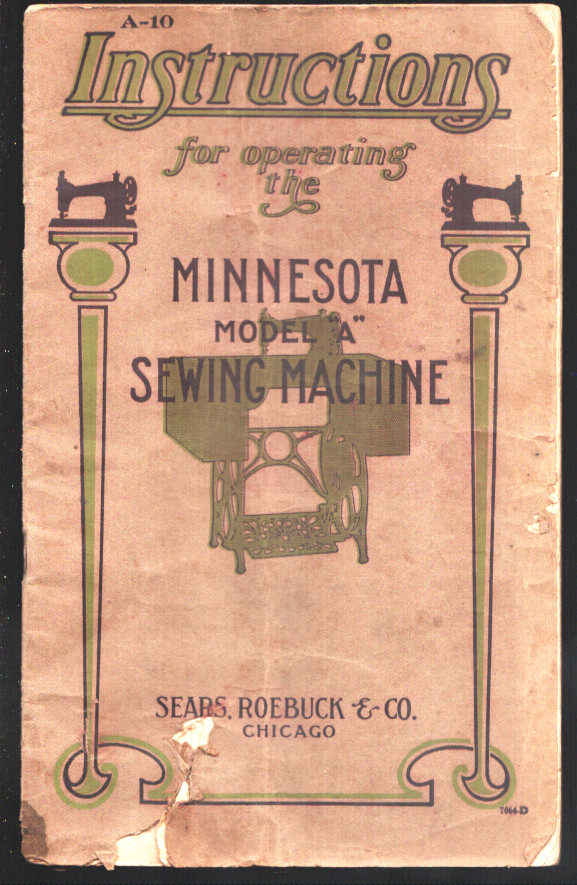 A-10
Instructions
for operating
the
MINNESOTA
MODEL "A"
SEWING MACHINE
SEARS, ROEBUCK & CO.
CHICAGO
7064-D